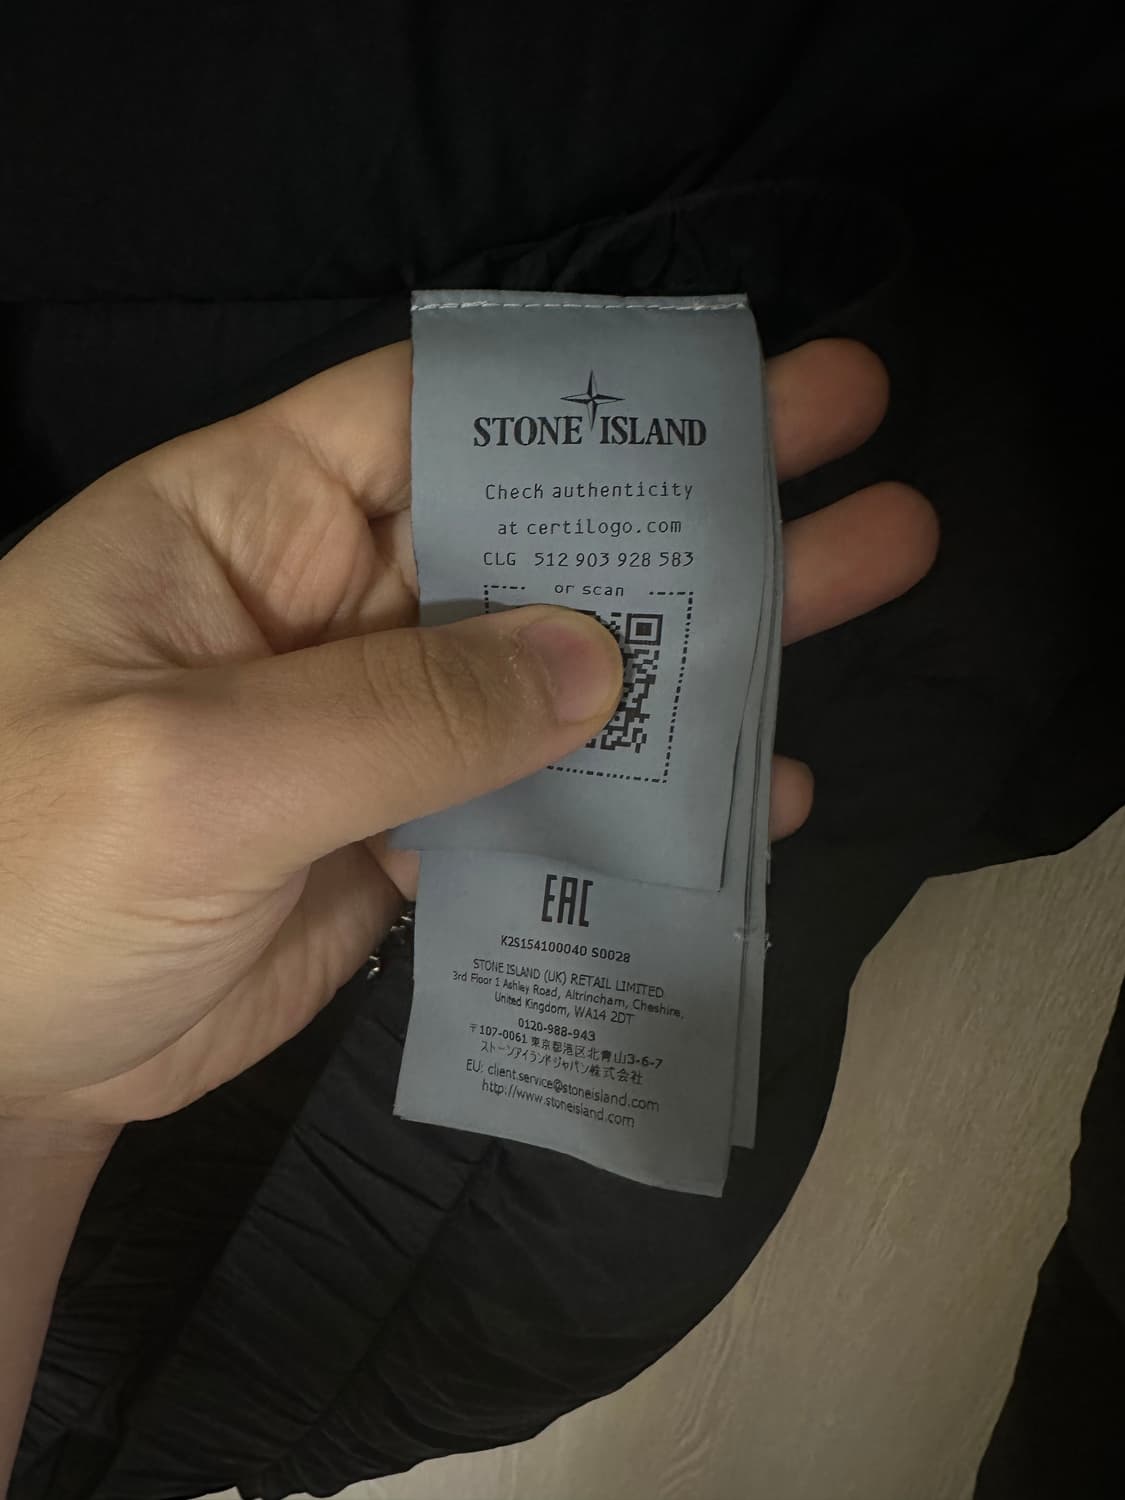 STONE ISLAND
Check authenticity
at certilogo.com
CLG 512 903 928 583
or scan
EAC
K2S154100040 S0028
STONE ISLAND (UK) RETAIL LIMITED
3rd Floor 1 Ashley Road, Altrincham, Cheshire,
United Kingdom, WA14 2DT
0120-988-943
〒107-0061 東京都港区北青山3-6-7
ストーンアイランドジャパン株式会社
EU: client.service@stoneisland.com
http://www.stoneisland.com